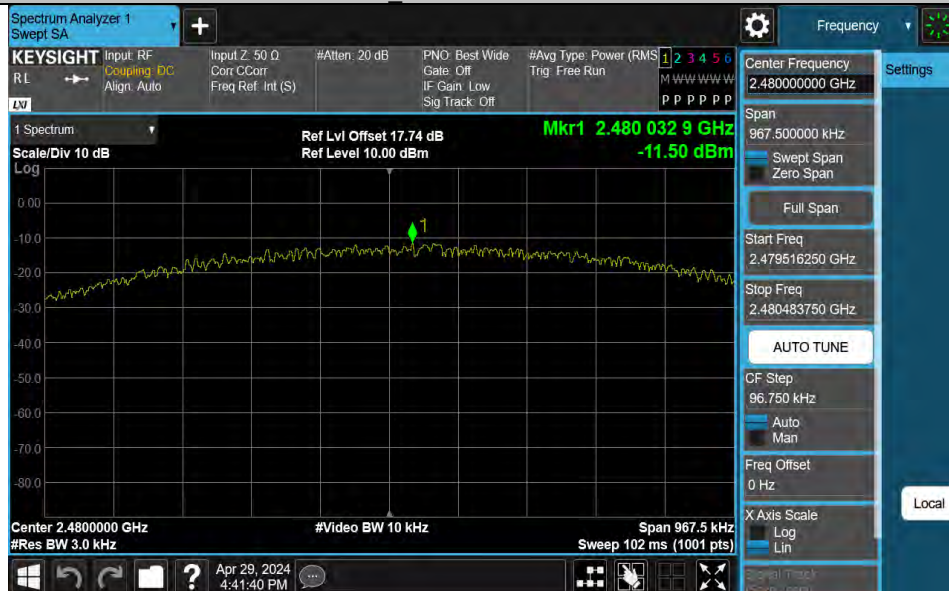 Spectrum Analyzer 1
Swept SA
+
Frequency
KEYSIGHT
RL
LXI
Input: RF
Coupling: DC
Align: Auto
Input Z: 50 Ω
Corr CCorr
Freq Ref: Int (S)
#Atten: 20 dB
PNO: Best Wide
Gate: Off
IF Gain: Low
Sig Track: Off
#Avg Type: Power (RMS
Trig: Free Run
1 2 3 4 5 6
M W W W W W
P P P P P P
1 Spectrum
Scale/Div 10 dB
Ref Lvl Offset 17.74 dB
Ref Level 10.00 dBm
Mkr1 2.480 032 9 GHz
-11.50 dBm
Log
0.00
-10.0
-20.0
-30.0
-40.0
-50.0
-60.0
-70.0
-80.0
1
Center 2.4800000 GHz
#Res BW 3.0 kHz
#Video BW 10 kHz
Span 967.5 kHz
Sweep 102 ms (1001 pts)
?
Apr 29, 2024
4:41:40 PM
Center Frequency
2.480000000 GHz
Span
967.500000 kHz
Swept Span
Zero Span
Full Span
Start Freq
2.479516250 GHz
Stop Freq
2.480483750 GHz
AUTO TUNE
CF Step
96.750 kHz
Auto
Man
Freq Offset
0 Hz
X Axis Scale
Log
Lin
Signal Track
Settings
Local